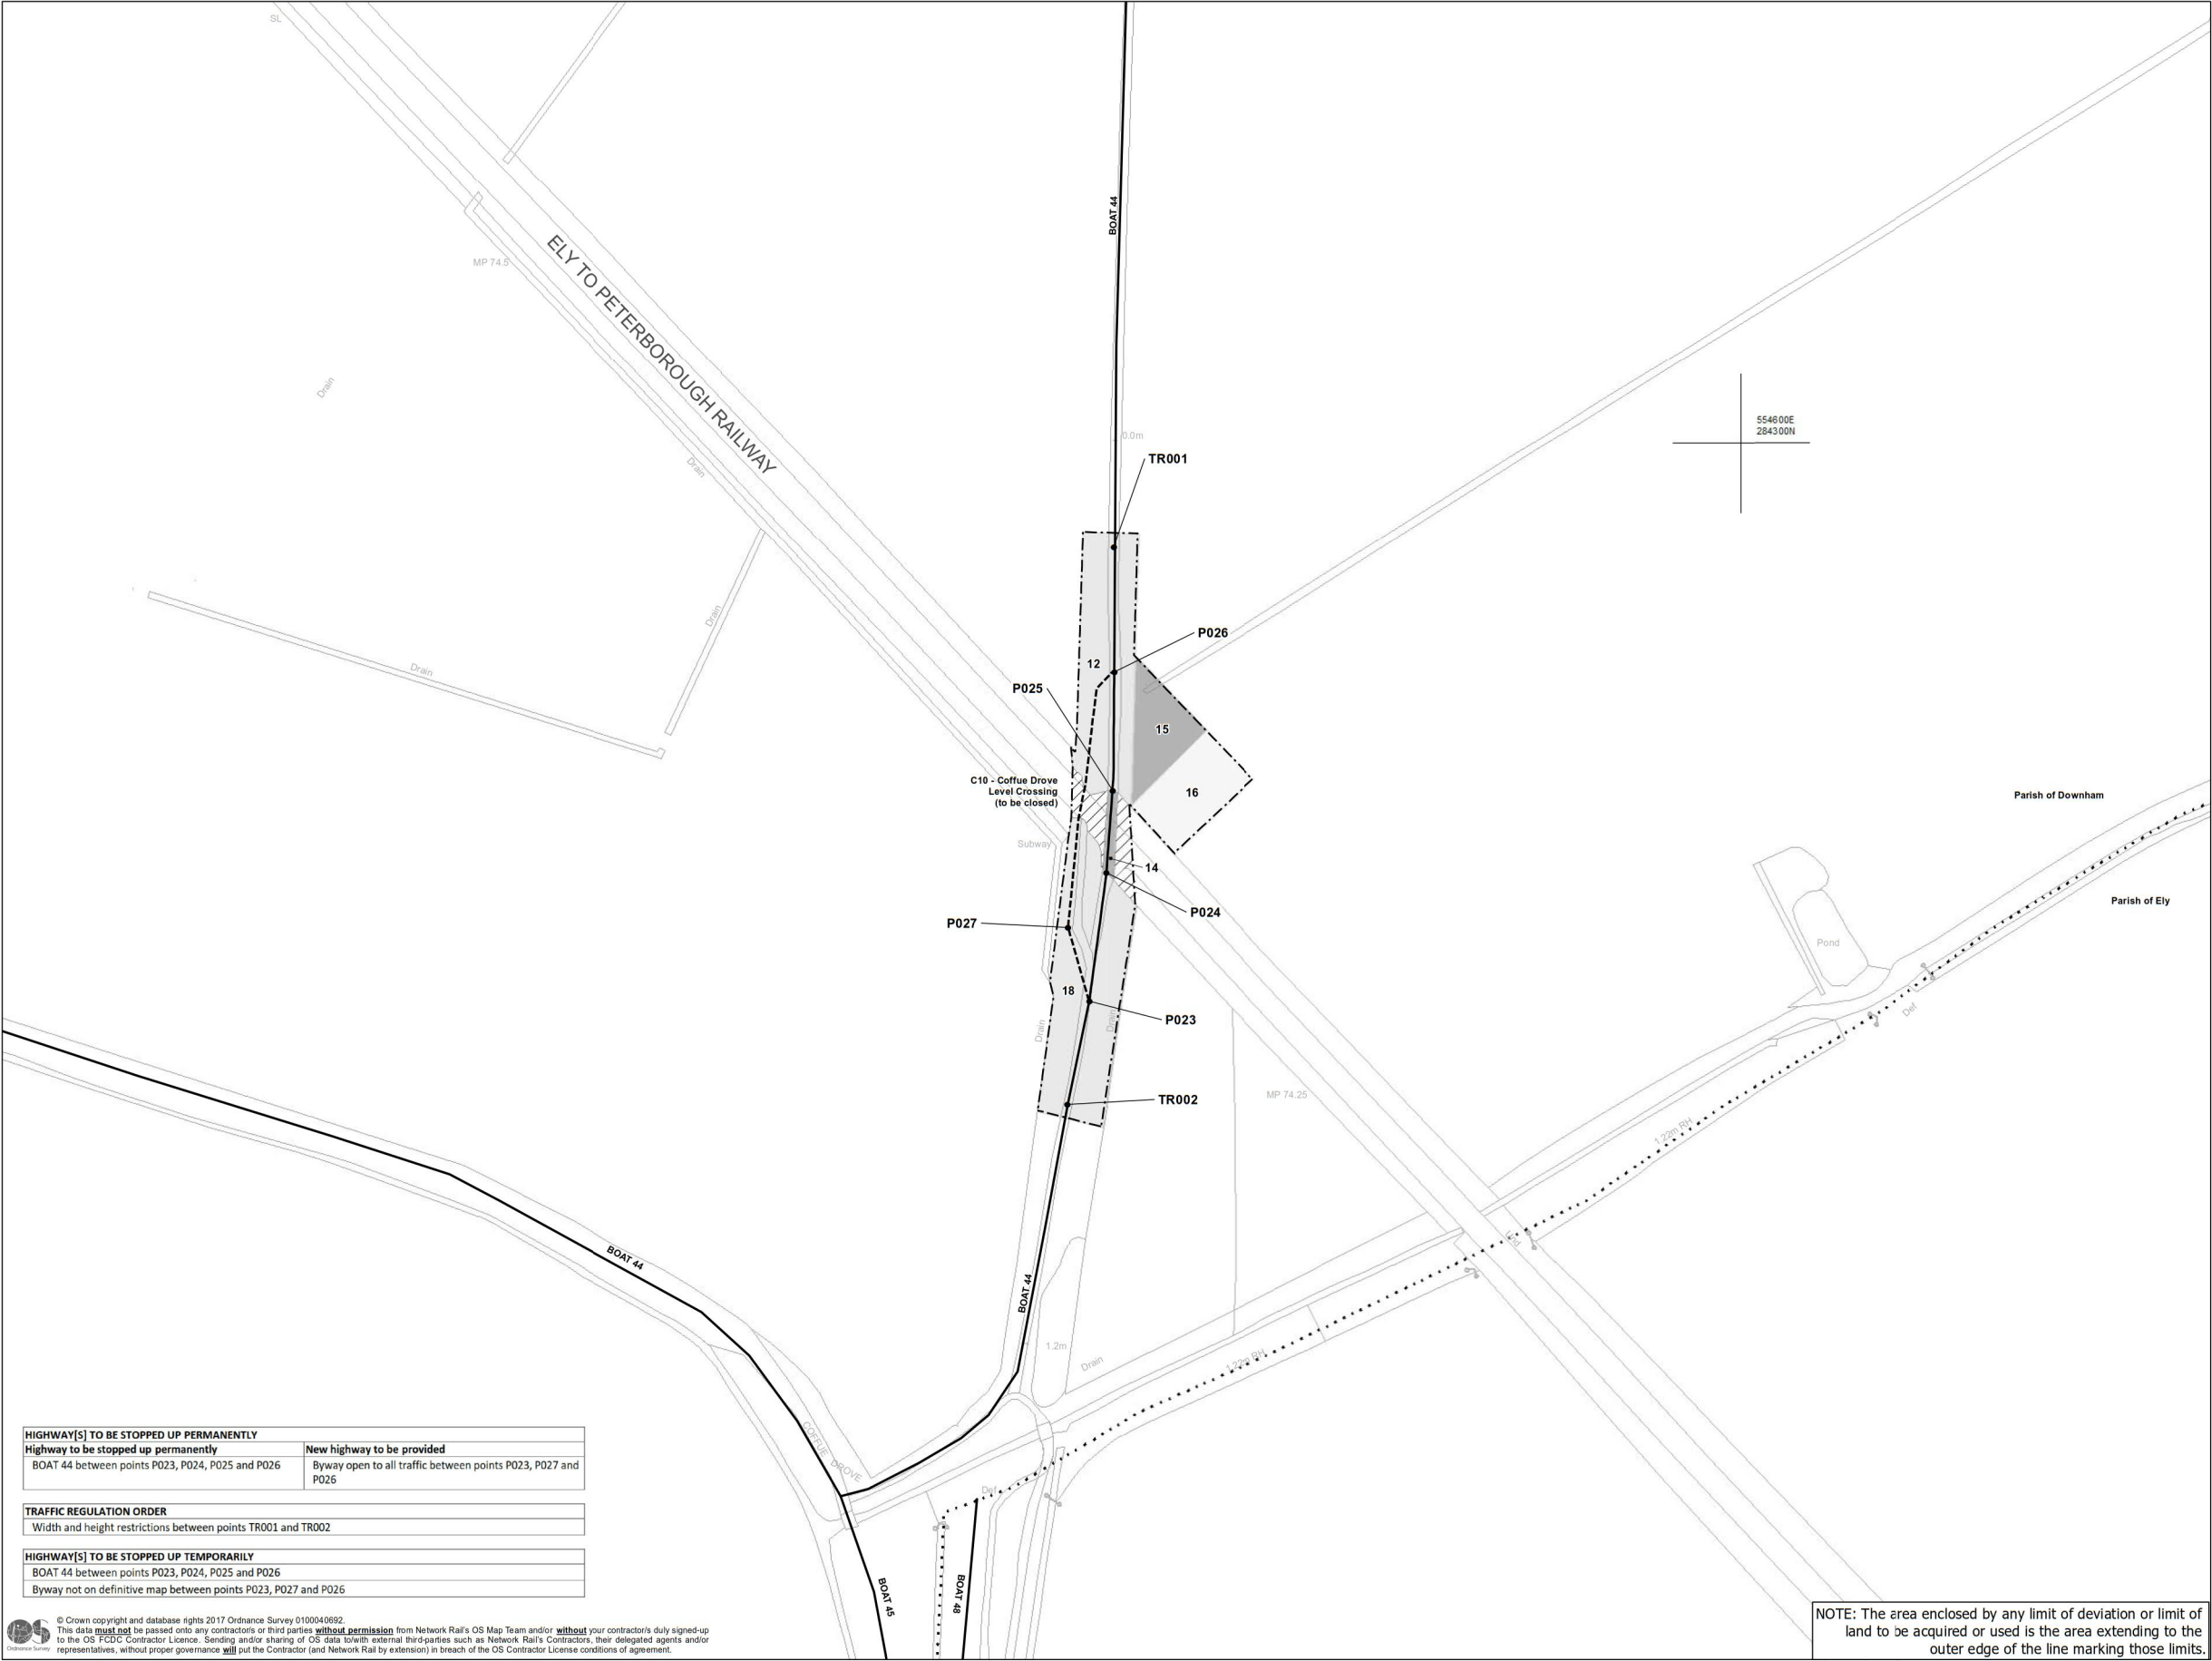 SL
BOAT 44
ELY TO PETERBOROUGH RAILWAY
MP 74.5
Drain
Drain
0.0m
554600E
284300N
TR001
Drain
Drain
P026
12
P025
15
C10 - Coffue Drove
Level Crossing
(to be closed)
16
Parish of Downham
Subway
14
Parish of Ely
P024
P027
Pond
18
Def
P023
Drain
Drain
MP 74.25
TR002
1.22m RH
Und
BOAT 44
BOAT 44
1.2m
Drain
1.22m RH
COFFUE DROVE
Def
BOAT 45
BOAT 48
HIGHWAY[S] TO BE STOPPED UP PERMANENTLY
Highway to be stopped up permanently
New highway to be provided
BOAT 44 between points P023, P024, P025 and P026
Byway open to all traffic between points P023, P027 and
P026
TRAFFIC REGULATION ORDER
Width and height restrictions between points TR001 and TR002
HIGHWAY[S] TO BE STOPPED UP TEMPORARILY
BOAT 44 between points P023, P024, P025 and P026
Byway not on definitive map between points P023, P027 and P026
Ordnance Survey
© Crown copyright and database rights 2017 Ordnance Survey 0100040692.
This data must not be passed onto any contractor/s or third parties without permission from Network Rail's OS Map Team and/or without your contractor/s duly signed-up
to the OS FCDC Contractor Licence. Sending and/or sharing of OS data to/with external third-parties such as Network Rail's Contractors, their delegated agents and/or
representatives, without proper governance will put the Contractor (and Network Rail by extension) in breach of the OS Contractor License conditions of agreement.
NOTE: The area enclosed by any limit of deviation or limit of
land to be acquired or used is the area extending to the
outer edge of the line marking those limits.